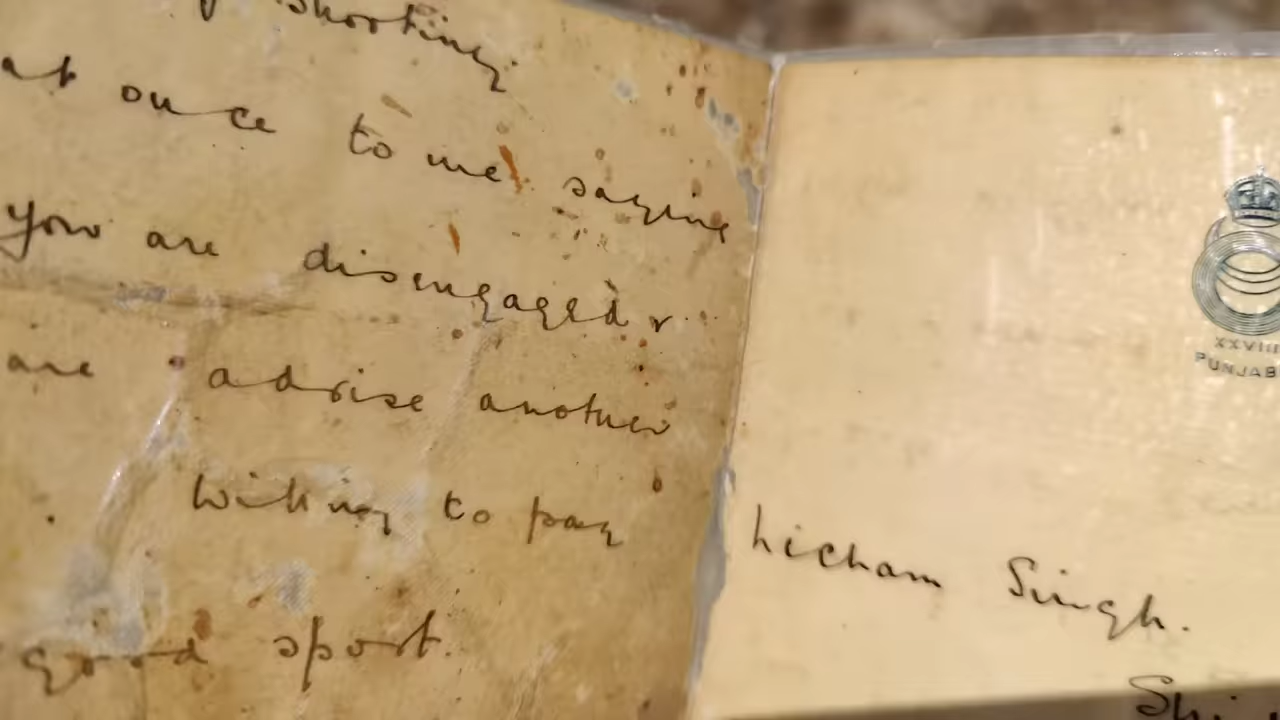 shooting
at once to me saying
you are disengaged &
are advise another
willing to pay
good sport.
XXVIII
PUNJAB
hicham Singh.